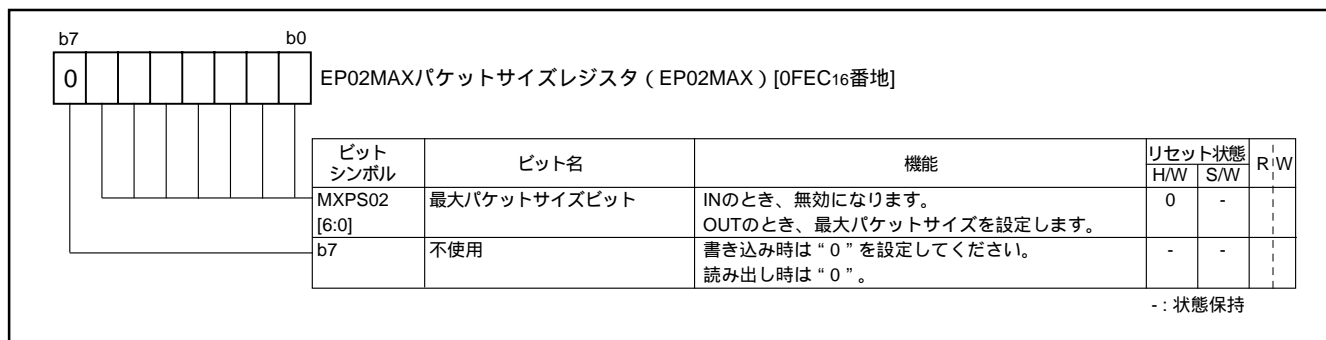 b7 b0
0 EP02MAXパケットサイズレジスタ（EP02MAX）[0FEC16番地]
ビット
シンボル ビット名 機能 リセット状態 H/W S/W R W
MXPS02
[6:0] 最大パケットサイズビット INのとき、無効になります。 0 -
OUTのとき、最大パケットサイズを設定します。
b7 不使用 書き込み時は“0”を設定してください。 - -
読み出し時は“0”。
- : 状態保持